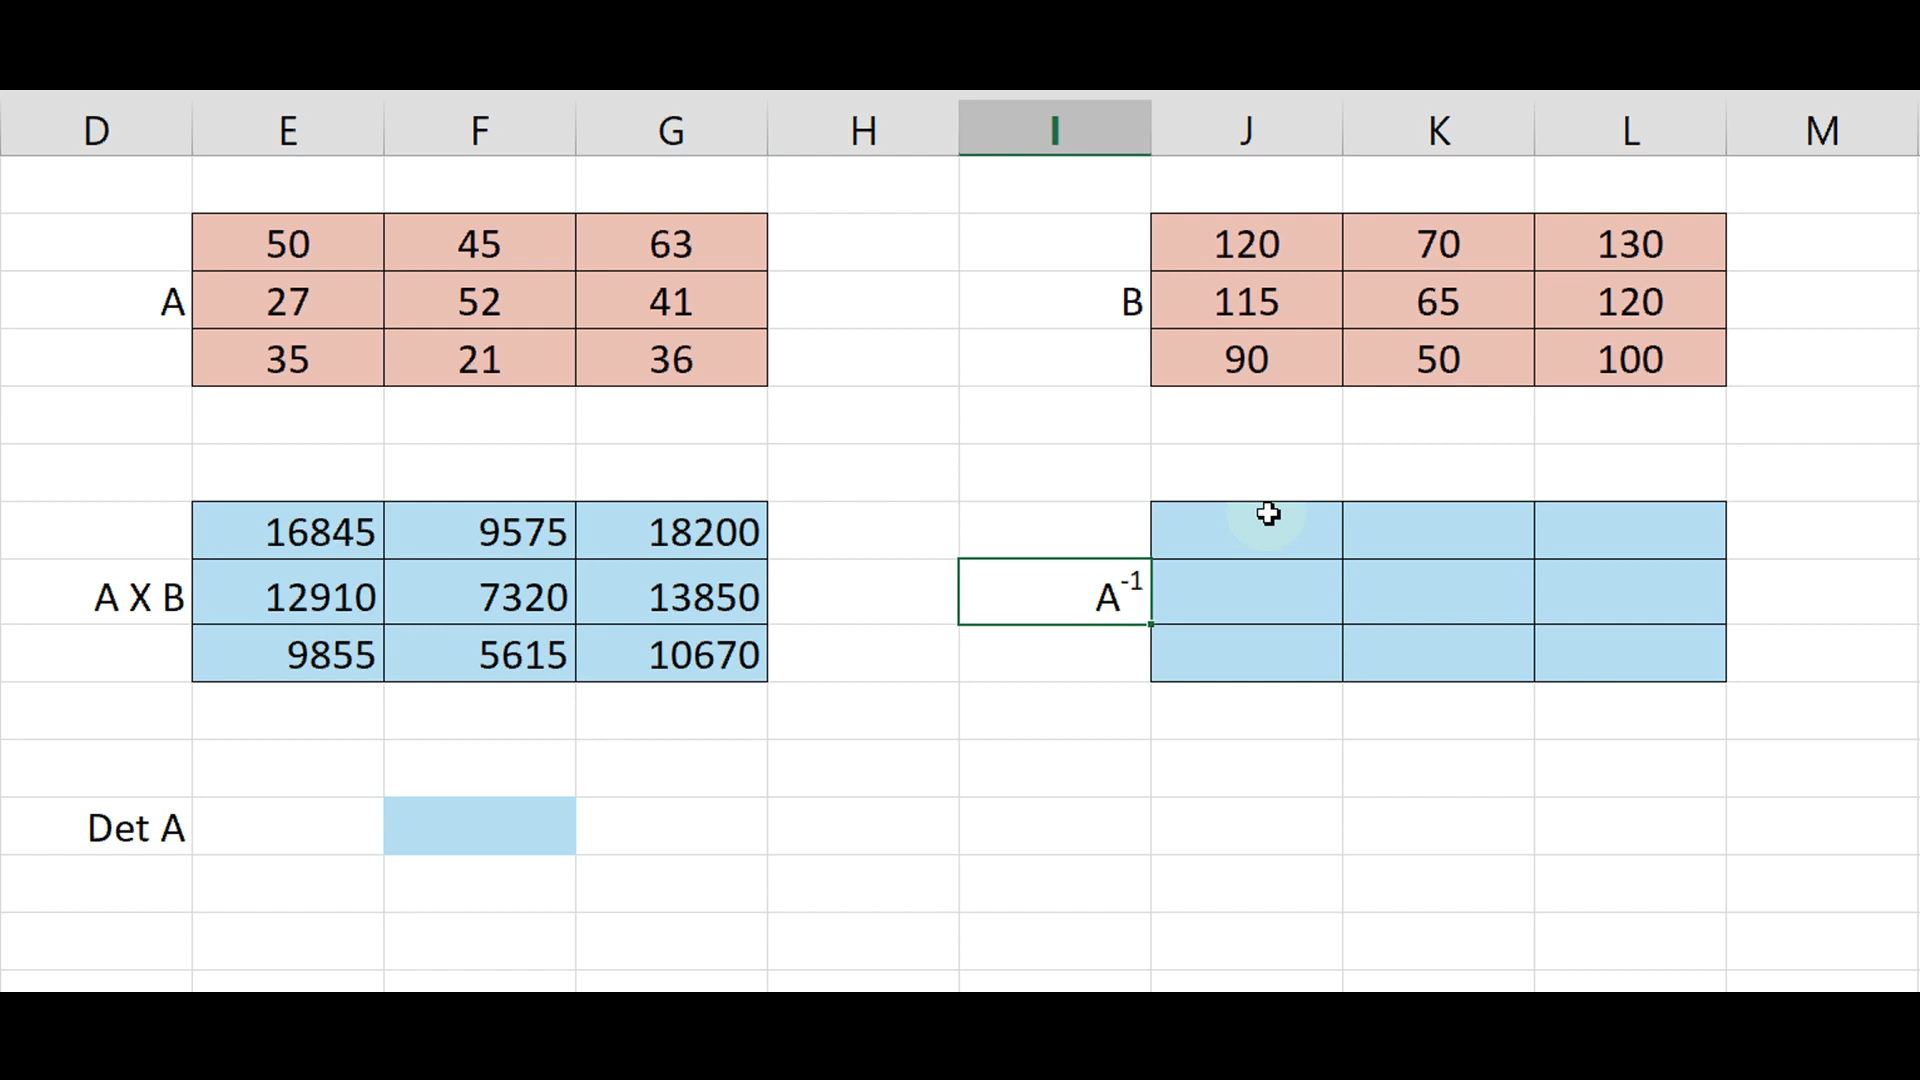 D E F G H I J K L M
50 45 63 120 70 130
A 27 52 41 B 115 65 120
35 21 36 90 50 100
16845 9575 18200
A X B 12910 7320 13850 A⁻¹
9855 5615 10670
Det A